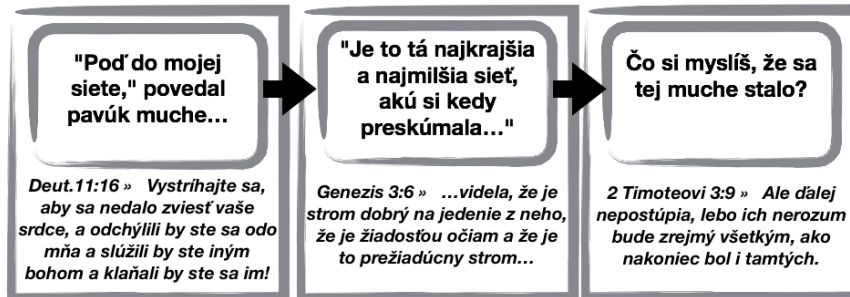 "Poď do mojej
siete," povedal
pavúk muche…
Deut.11:16 » Vystríhajte sa,
aby sa nedalo zviesť vaše
srdce, a odchýlili by ste sa odo
mňa a slúžili by ste iným
bohom a klaňali by ste sa im!
"Je to tá najkrajšia
a najmilšia sieť,
akú si kedy
preskúmala…"
Genezis 3:6 » …videla, že je
strom dobrý na jedenie z neho,
že je žiadosťou očiam a že je
to prežiadúcny strom…
Čo si myslíš, že sa
tej muche stalo?
2 Timoteovi 3:9 » Ale ďalej
nepostúpia, lebo ich nerozum
bude zrejmý všetkým, ako
nakoniec bol i tamtých.